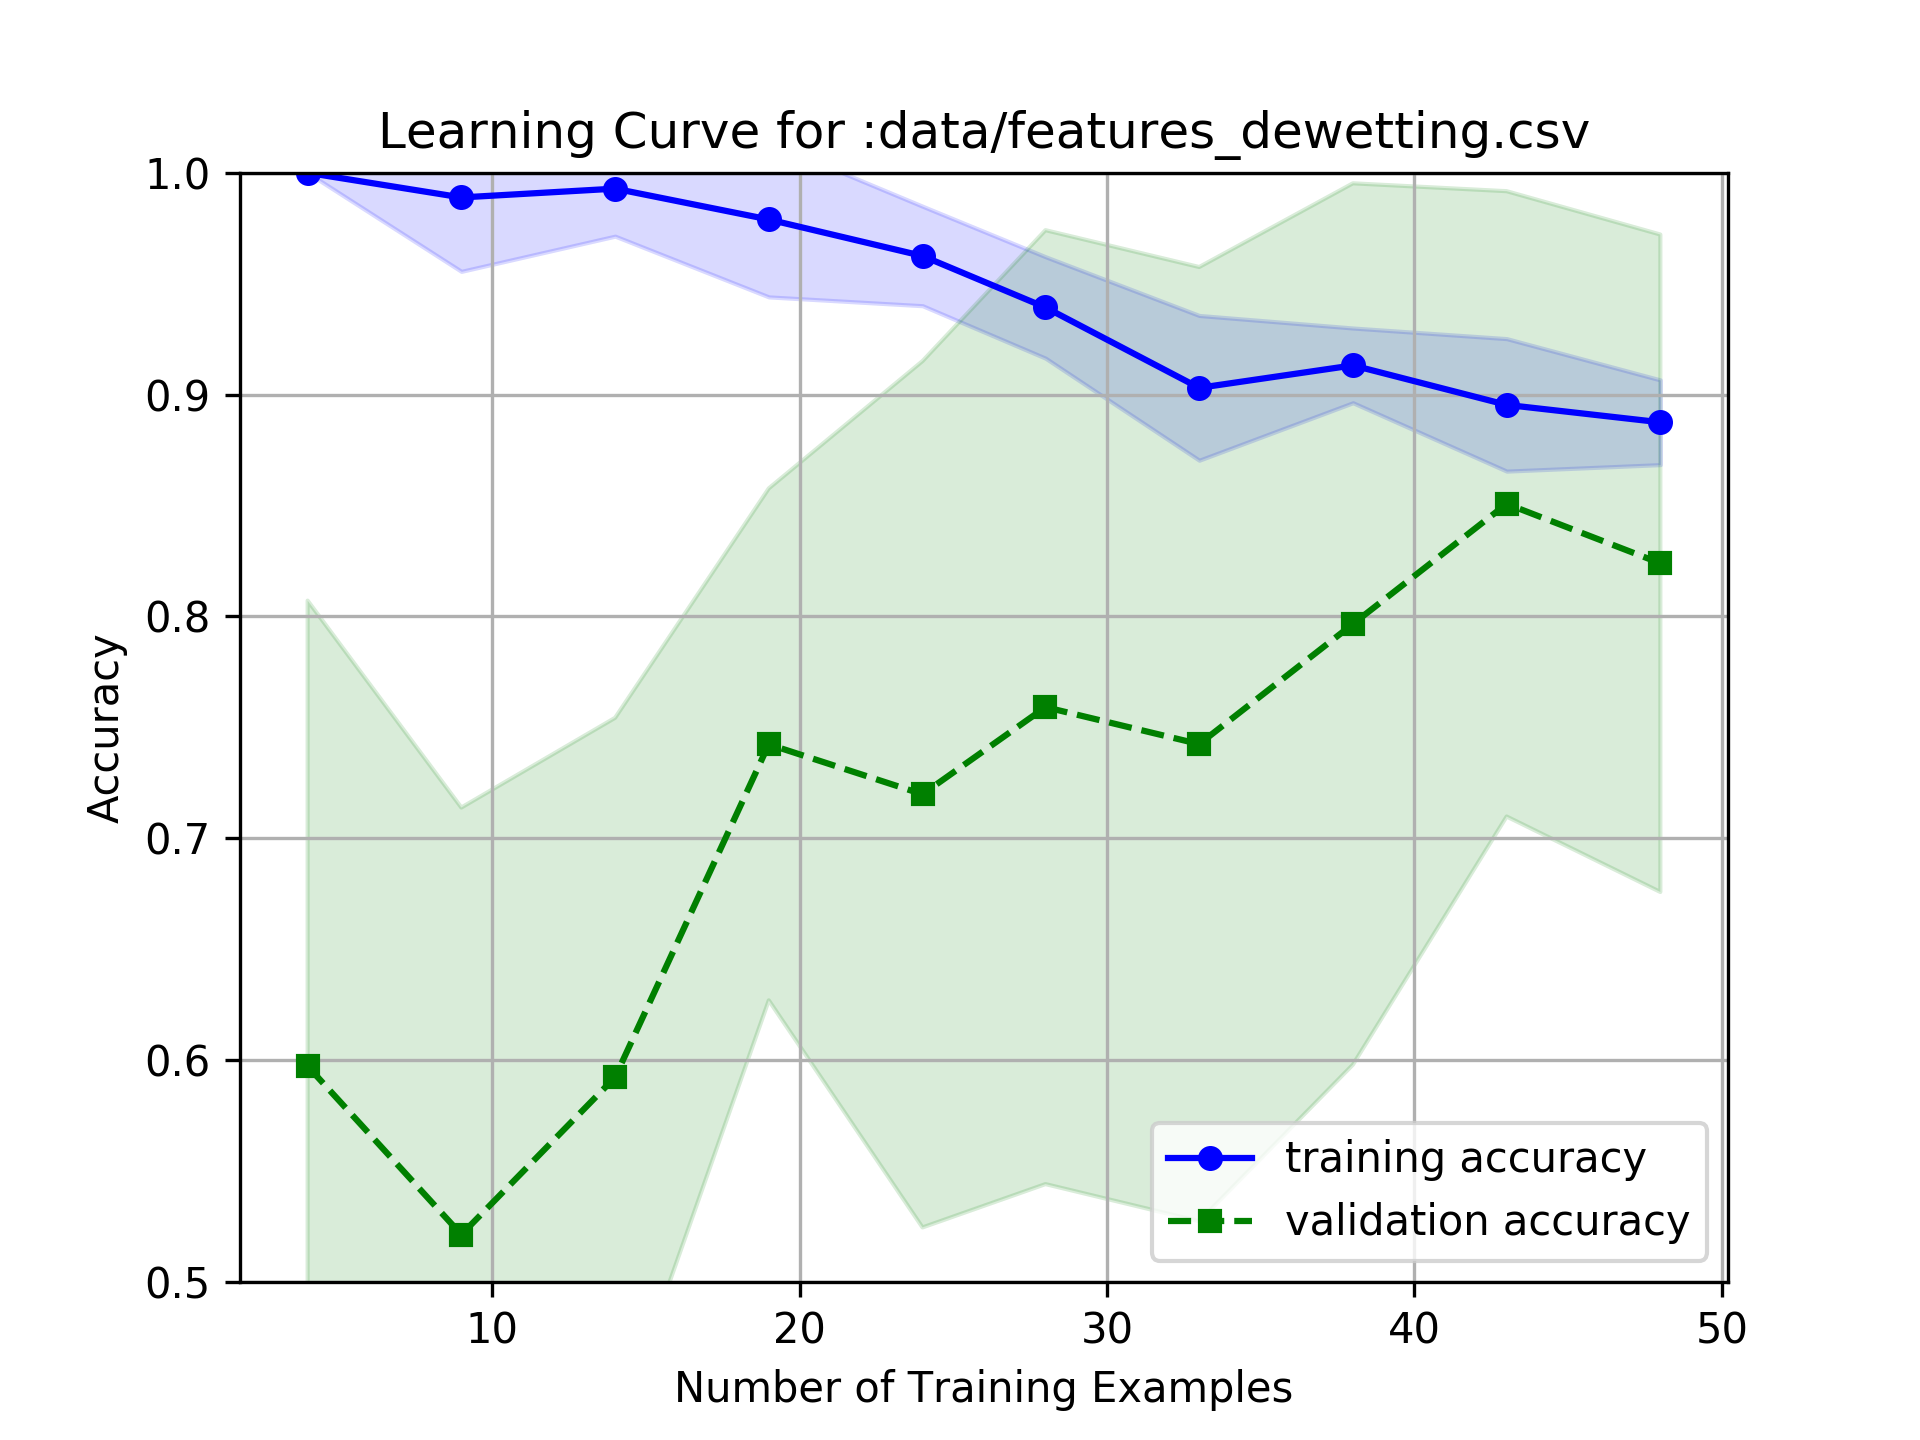 Learning Curve for :data/features_dewetting.csv
1.0
0.9
0.8
0.7
0.6
0.5
Accuracy
10 20 30 40 50
Number of Training Examples
training accuracy
validation accuracy